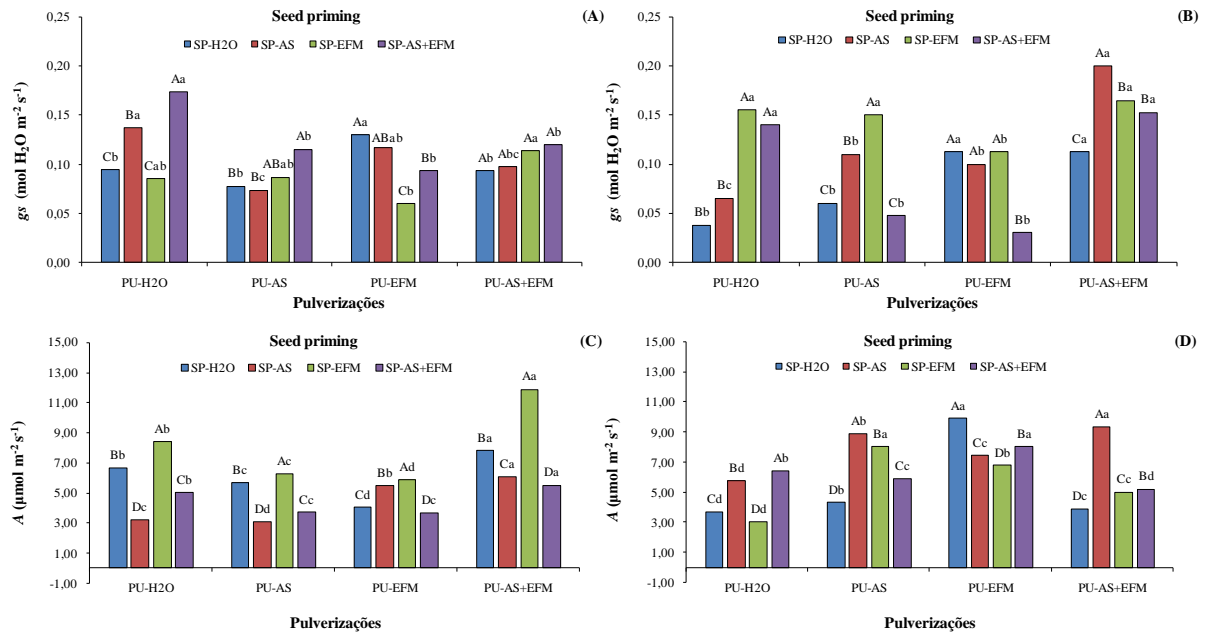 Seed priming
(A)
SP-H2O SP-AS SP-EFM SP-AS+EFM
gs (mol H2O m-2 s-1)
0,25
0,20
0,15
0,10
0,05
0,00
Cb Ba Cab Aa
Bb Bc ABab Ab
Aa ABab Cb Bb
Ab Abc Aa Ab
PU-H2O PU-AS PU-EFM PU-AS+EFM
Pulverizações
Seed priming
(B)
SP-H2O SP-AS SP-EFM SP-AS+EFM
gs (mol H2O m-2 s-1)
0,25
0,20
0,15
0,10
0,05
0,00
Bb Bc Aa Aa
Cb Bb Aa Cb
Aa Ab Ab Bb
Ca Aa Ba Ba
PU-H2O PU-AS PU-EFM PU-AS+EFM
Pulverizações
Seed priming
(C)
SP-H2O SP-AS SP-EFM SP-AS+EFM
A (µmol m-2 s-1)
15,00
13,00
11,00
9,00
7,00
5,00
3,00
1,00
-1,00
Bb Dc Ab Cb
Bc Dd Ac Cc
Cd Bb Ad Dc
Ba Ca Aa Da
PU-H2O PU-AS PU-EFM PU-AS+EFM
Pulverizações
Seed priming
(D)
SP-H2O SP-AS SP-EFM SP-AS+EFM
A (µmol m-2 s-1)
15,00
13,00
11,00
9,00
7,00
5,00
3,00
1,00
-1,00
Cd Bd Dd Ab
Db Ab Ba Cc
Aa Cc Db Ba
Dc Aa Cc Bd
PU-H2O PU-AS PU-EFM PU-AS+EFM
Pulverizações